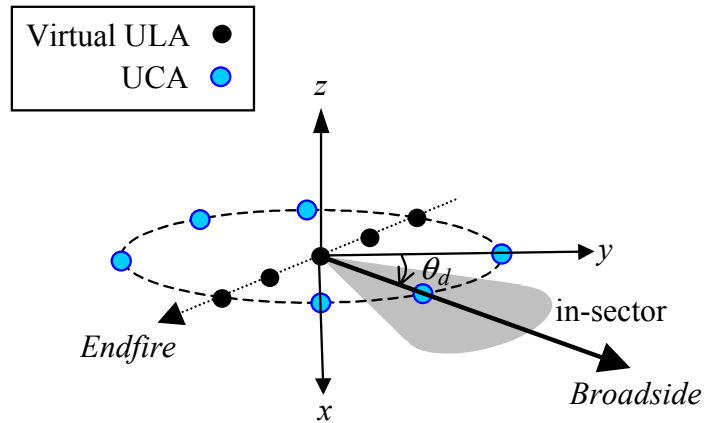 Virtual ULA
UCA
z
y
θd
in-sector
Endfire
Broadside
x